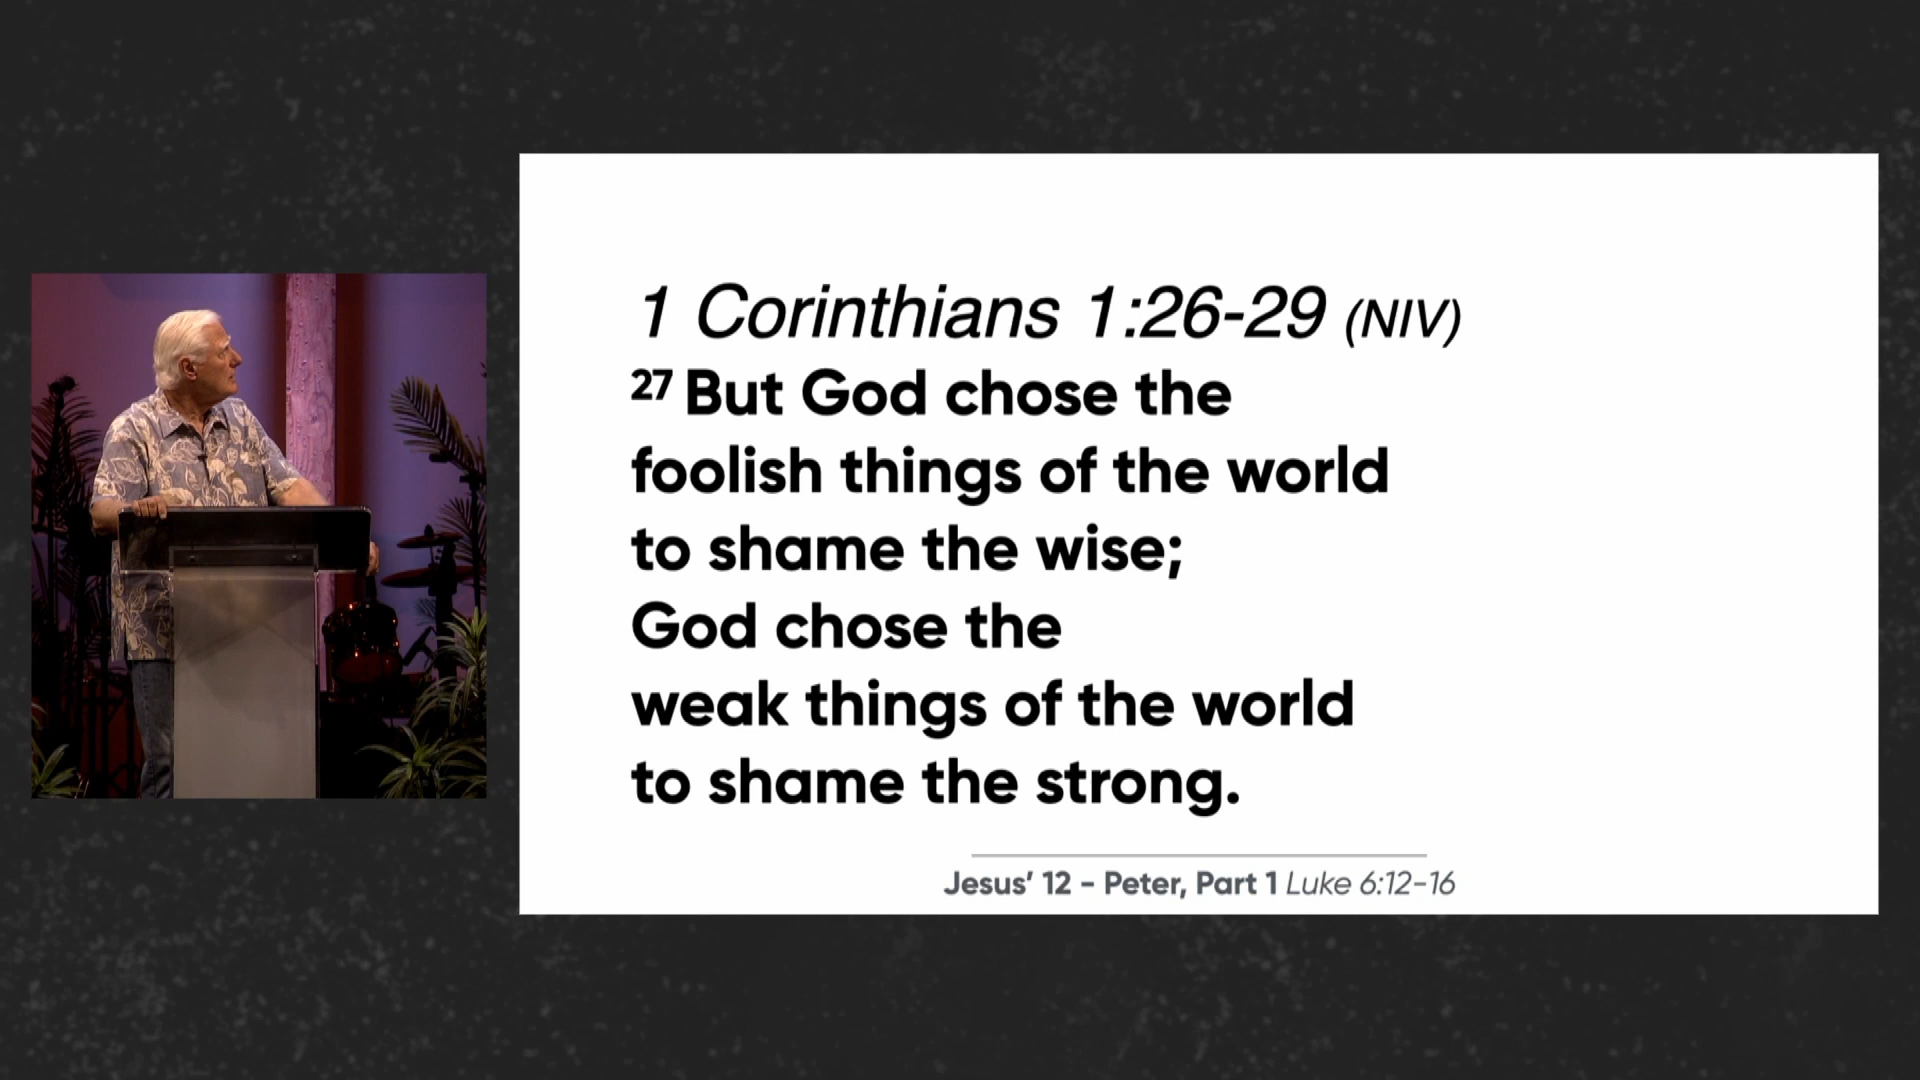 1 Corinthians 1:26-29 (NIV)
27 But God chose the
foolish things of the world
to shame the wise;
God chose the
weak things of the world
to shame the strong.
Jesus’ 12 – Peter, Part 1 Luke 6:12-16